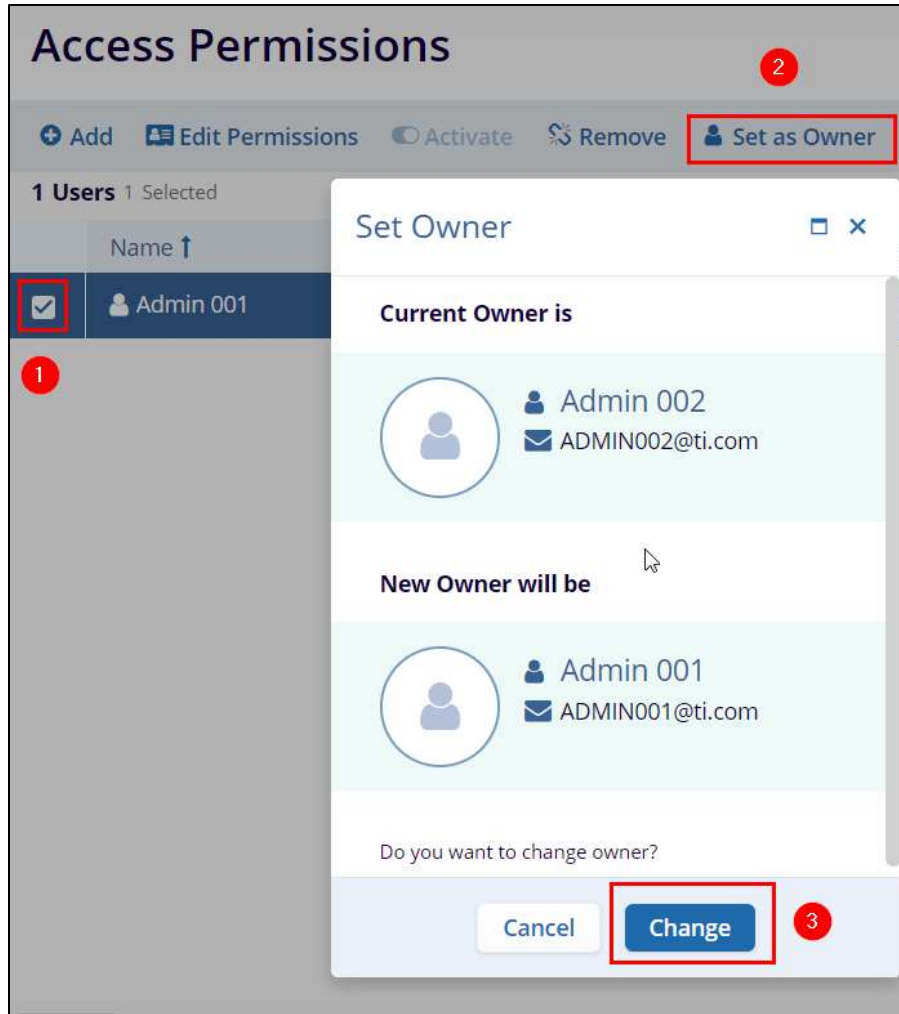 Access Permissions
2
Add Edit Permissions Activate Remove Set as Owner
1 Users 1 Selected
Name
Admin 001
1
Set Owner
Current Owner is
Admin 002
ADMIN002@ti.com
New Owner will be
Admin 001
ADMIN001@ti.com
Do you want to change owner?
Cancel Change
3